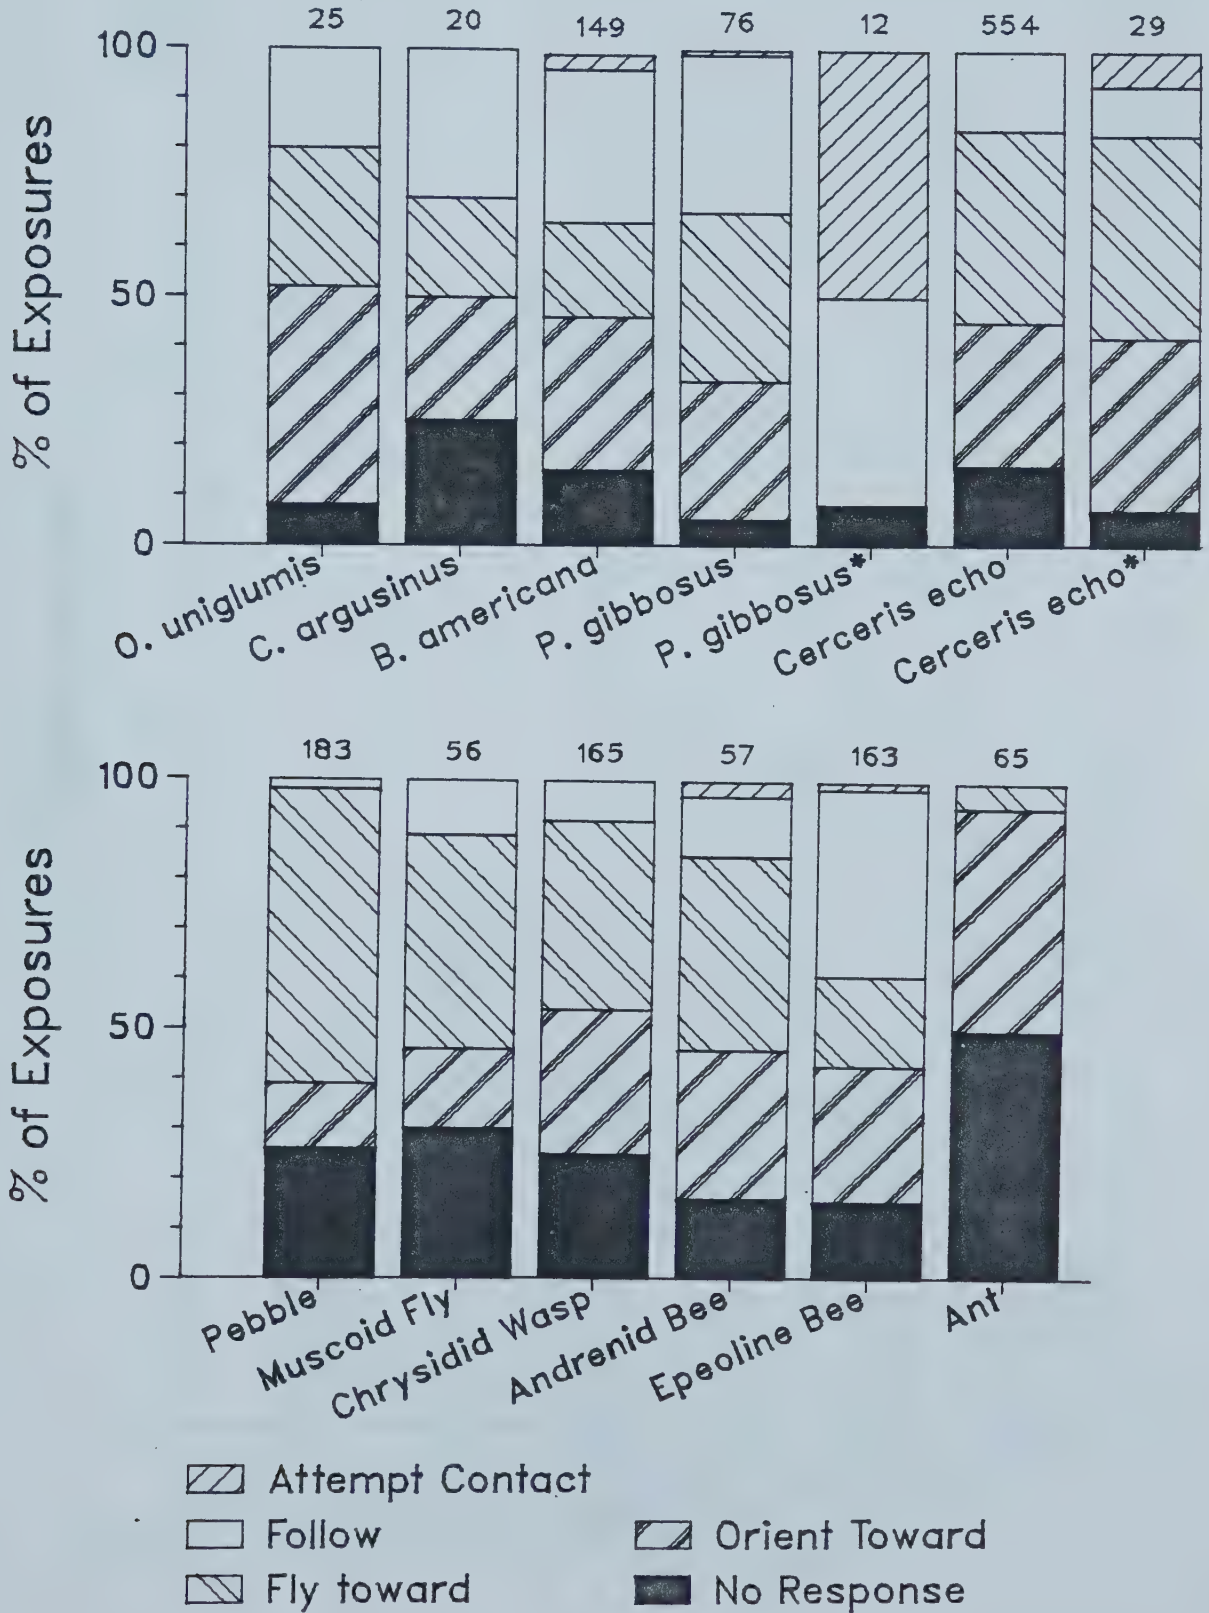 25 20 149 76 12 554 29
100
50
0
% of Exposures
O. uniglumis
C. argusinus
B. americana
P. gibbosus
P. gibbosus*
Cerceris echo
Cerceris echo*
183 56 165 57 163 65
100
50
0
% of Exposures
Pebble
Muscoid Fly
Chrysidid Wasp
Andrenid Bee
Epeoline Bee
Ant
Attempt Contact
Follow
Orient Toward
Fly toward
No Response